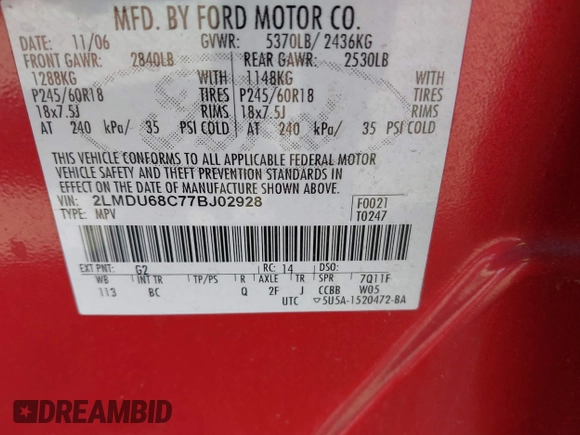 MFD. BY FORD MOTOR CO.
DATE: 11/06 GVWR: 5370LB/ 2436KG
FRONT GAWR: 2840LB REAR GAWR: 2530LB
1288KG WITH 1148KG WITH
P245/60R18 TIRES P245/60R18 TIRES
18x7.5J RIMS 18x7.5J RIMS
AT 240 kPa/ 35 PSI COLD AT 240 kPa/ 35 PSI COLD
THIS VEHICLE CONFORMS TO ALL APPLICABLE FEDERAL MOTOR
VEHICLE SAFETY AND BUMPER STANDARDS IN
EFFECT ON THE DATE OF MANUFACTURE SHOWN ABOVE.
VIN: 2LMDU68C77BJ02928 F0021
TYPE: MPV T0247
EXT PNT: G2 RC: 14 DSO:
WB INT TR TP/PS R AXLE TR SPR 7Q11F
113 BC Q 2F J CCBB W05
UTC ▽5U5A-1520472-BA
DREAMBID